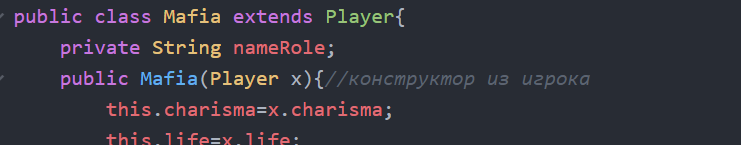 public class Mafia extends Player{
private String nameRole;
public Mafia(Player x){//конструктор из игрока
this.charisma=x.charisma;
this.life=x.life;